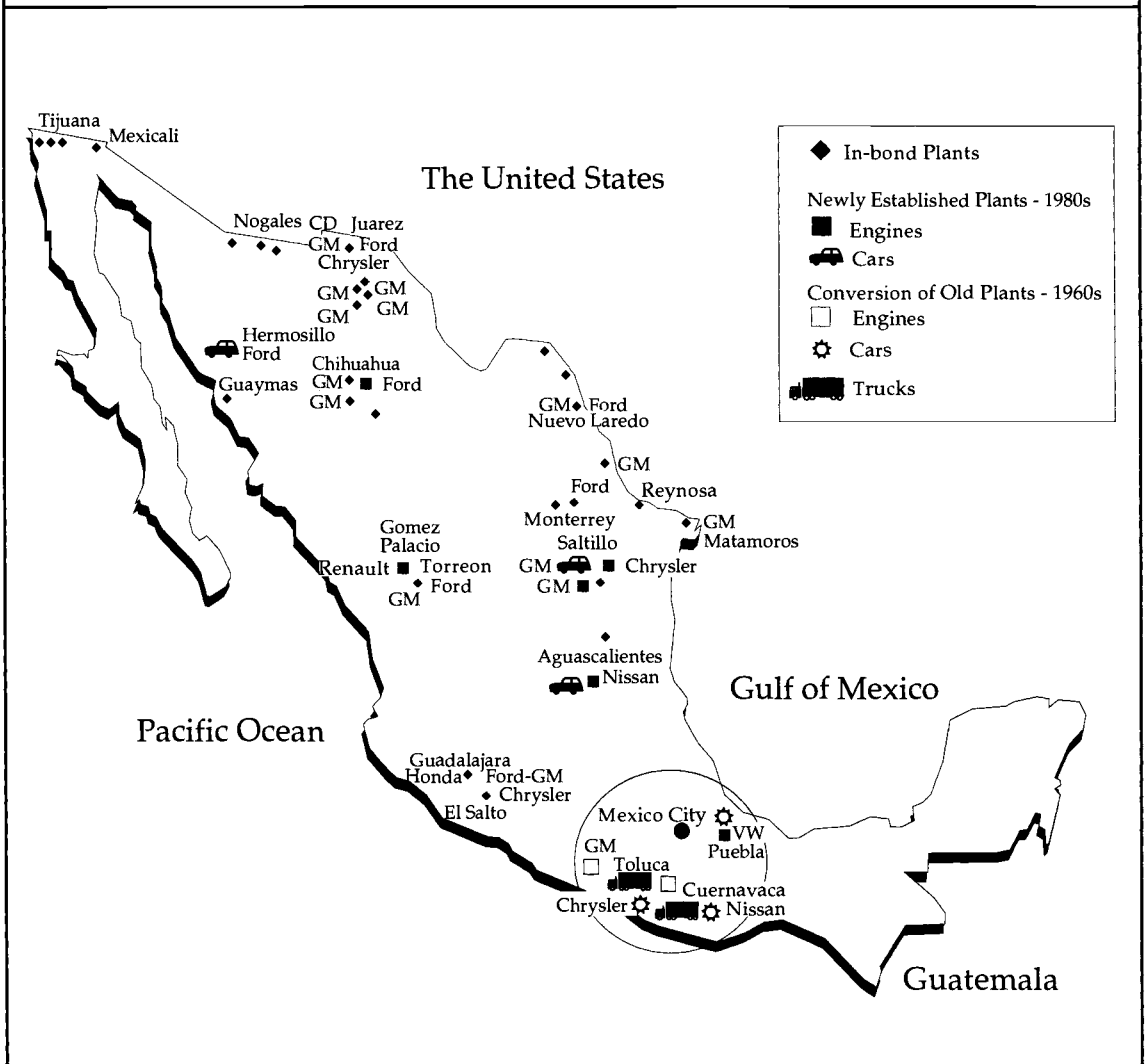 Tijuana
Mexicali
The United States
Nogales CD Juarez
GM Ford
Chrysler
GM GM
GM GM
Hermosillo
Ford
Guaymas
Chihuahua
GM Ford
GM
GM Ford
Nuevo Laredo
GM
Ford
Monterrey
Reynosa
GM
Matamoros
Saltillo
GM Chrysler
GM
Gomez
Palacio
Renault Torreon
Ford
GM
Aguascalientes
Nissan
Gulf of Mexico
Pacific Ocean
Guadalajara
Honda Ford-GM
Chrysler
El Salto
Mexico City
VW
Puebla
GM
Toluca
Cuernavaca
Chrysler Nissan
Guatemala
In-bond Plants
Newly Established Plants - 1980s
Engines
Cars
Conversion of Old Plants - 1960s
Engines
Cars
Trucks